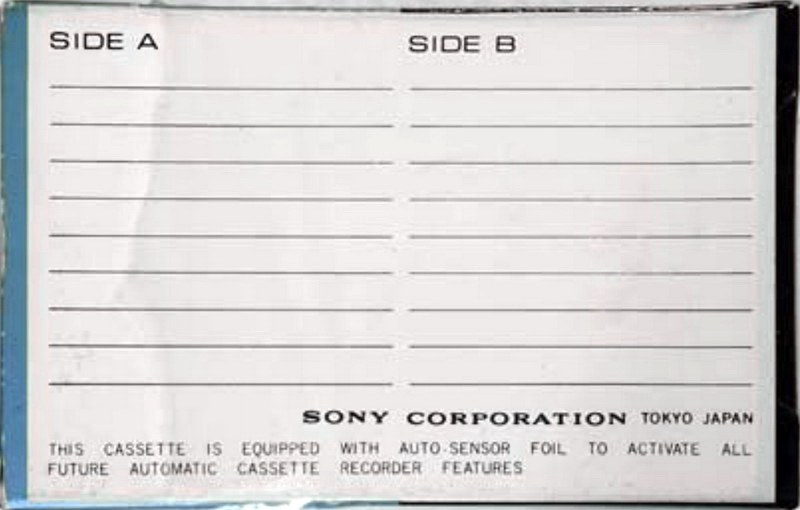 SIDE A
SIDE B
SONY CORPORATION TOKYO JAPAN
THIS CASSETTE IS EQUIPPED WITH AUTO-SENSOR FOIL TO ACTIVATE ALL
FUTURE AUTOMATIC CASSETTE RECORDER FEATURES